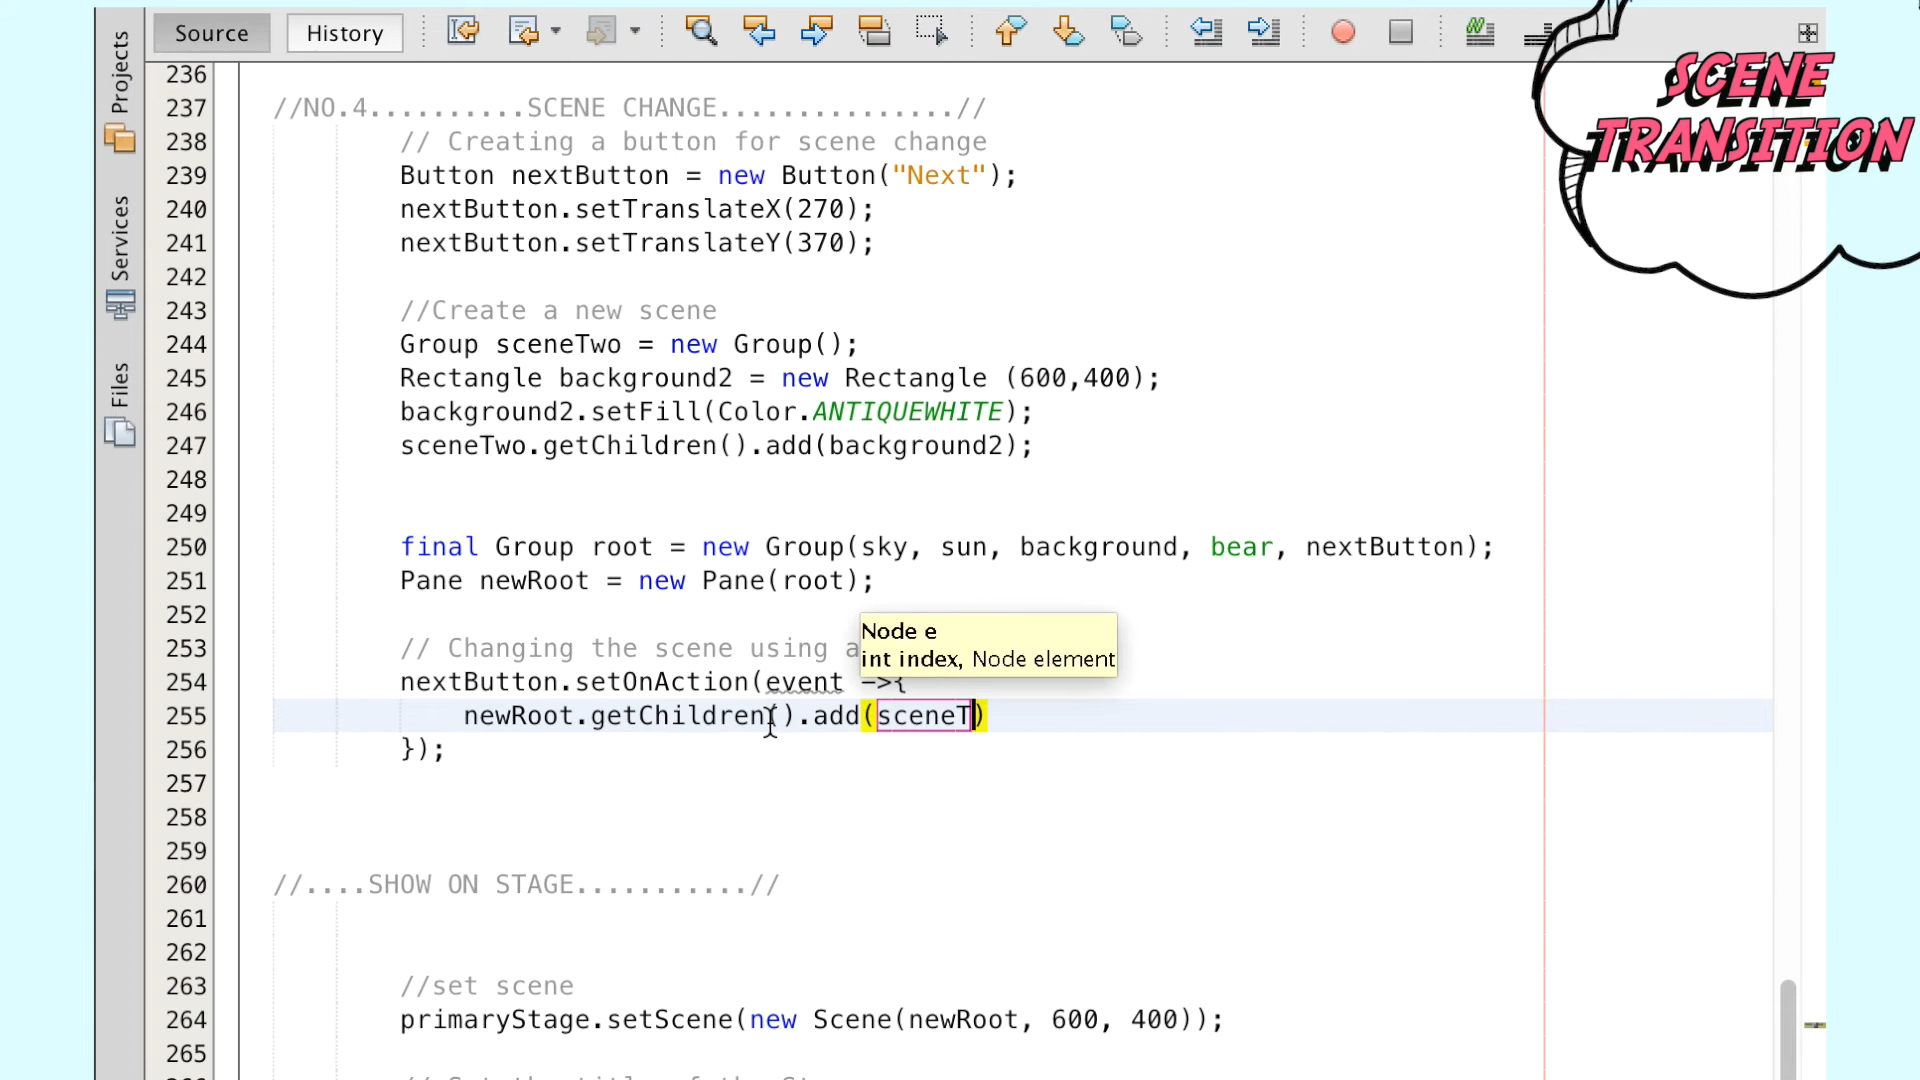 Source
History
SCENE
TRANSITION
Projects
Services
Files
236
237 //NO.4..........SCENE CHANGE...............//
238 // Creating a button for scene change
239 Button nextButton = new Button("Next");
240 nextButton.setTranslateX(270);
241 nextButton.setTranslateY(370);
242
243 //Create a new scene
244 Group sceneTwo = new Group();
245 Rectangle background2 = new Rectangle (600,400);
246 background2.setFill(Color.ANTIQUEWHITE);
247 sceneTwo.getChildren().add(background2);
248
249
250 final Group root = new Group(sky, sun, background, bear, nextButton);
251 Pane newRoot = new Pane(root);
252
Node e
int index, Node element
253 // Changing the scene using a
254 nextButton.setOnAction(event ->{
255 newRoot.getChildren().add(sceneT)
256 });
257
258
259
260 //....SHOW ON STAGE...........//
261
262
263 //set scene
264 primaryStage.setScene(new Scene(newRoot, 600, 400));
265